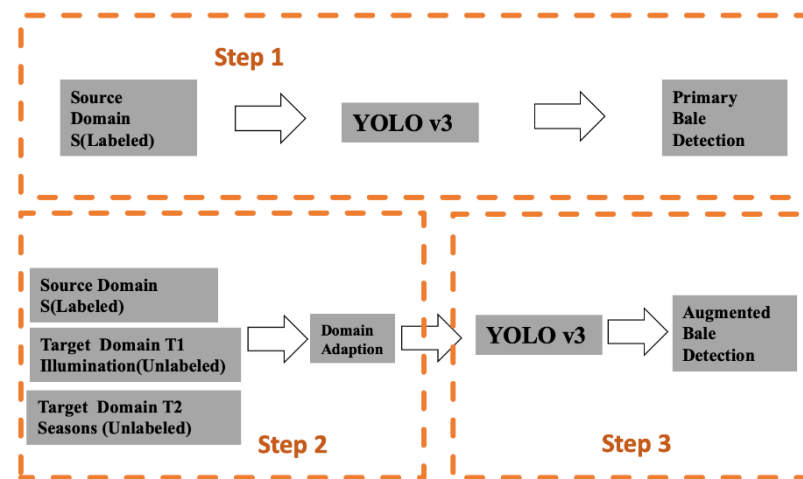 Step 1
Source
Domain
S(Labeled)
YOLO v3
Primary
Bale
Detection
Source Domain
S(Labeled)
Target Domain T1
Illumination(Unlabeled)
Target Domain T2
Seasons (Unlabeled)
Domain
Adaption
Step 2
YOLO v3
Augmented
Bale
Detection
Step 3